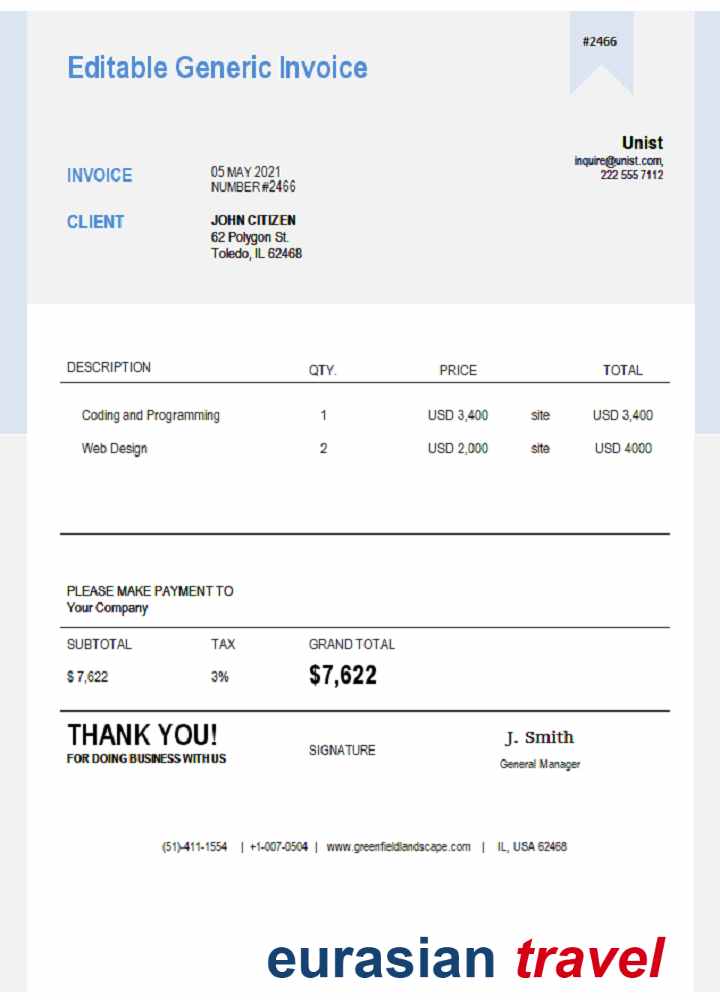 #2466
Editable Generic Invoice
Unist
inquire@unist.com,
222 555 7112
INVOICE
05 MAY 2021
NUMBER #2466
CLIENT
JOHN CITIZEN
62 Polygon St.
Toledo, IL 62468
DESCRIPTION QTY. PRICE TOTAL
Coding and Programming 1 USD 3,400 site USD 3,400
Web Design 2 USD 2,000 site USD 4000
PLEASE MAKE PAYMENT TO
Your Company
SUBTOTAL TAX GRAND TOTAL
$ 7,622 3% $7,622
THANK YOU!
FOR DOING BUSINESS WITH US
SIGNATURE
J. Smith
General Manager
(51)-411-1554 | +1-007-0504 | www.greenfieldlandscape.com | IL, USA 62468
eurasian travel